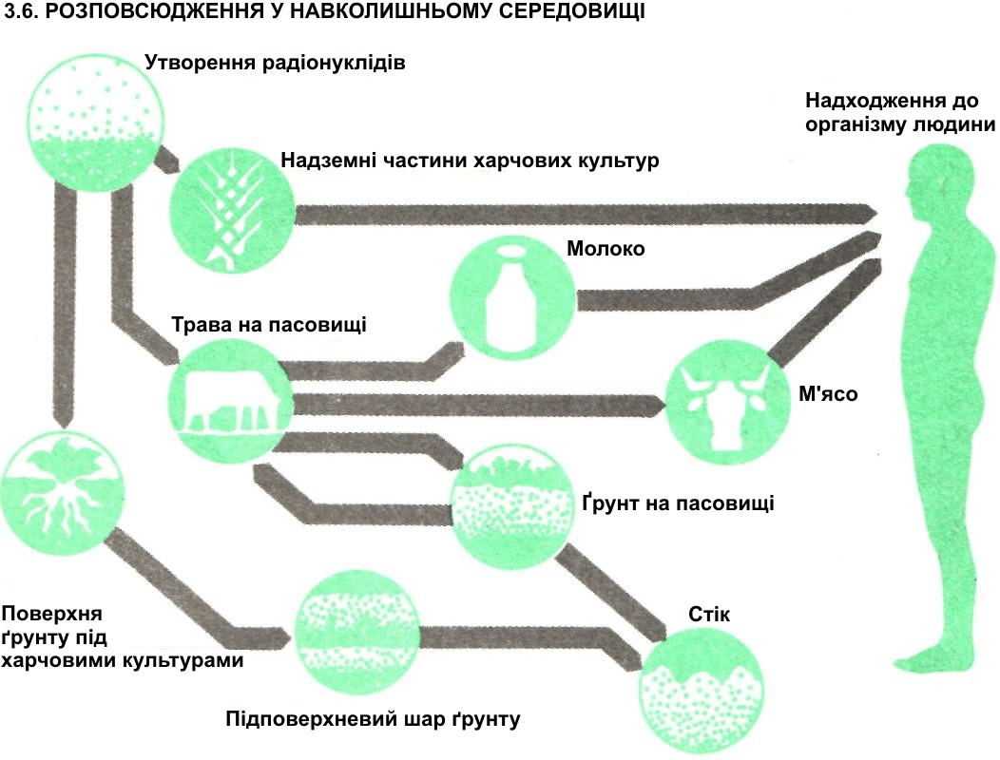 3.6. РОЗПОВСЮДЖЕННЯ У НАВКОЛИШНЬОМУ СЕРЕДОВИЩІ
Утворення радіонуклідів
Надходження до
організму людини
Надземні частини харчових культур
Молоко
Трава на пасовищі
М'ясо
Ґрунт на пасовищі
Поверхня
ґрунту під
харчовими культурами
Стік
Підповерхневий шар ґрунту